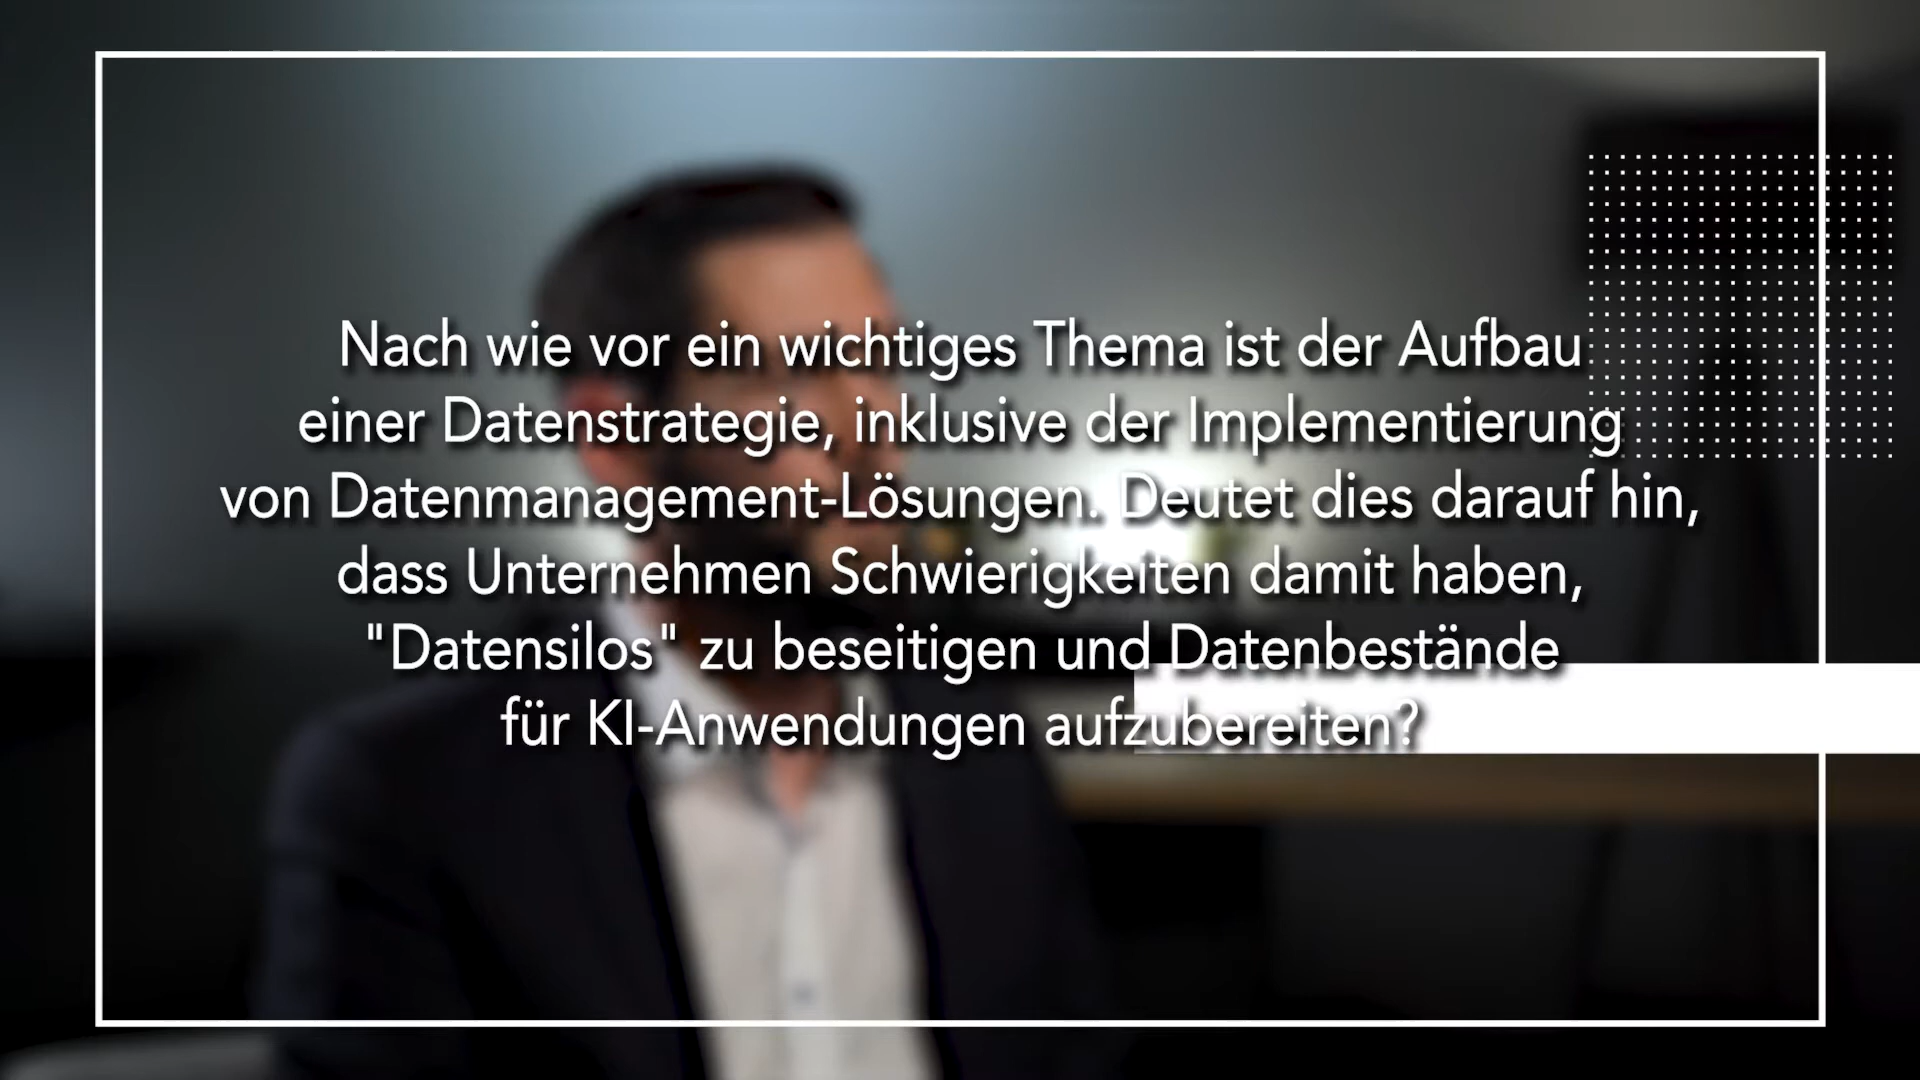 Nach wie vor ein wichtiges Thema ist der Aufbau
einer Datenstrategie, inklusive der Implementierung
von Datenmanagement-Lösungen. Deutet dies darauf hin,
dass Unternehmen Schwierigkeiten damit haben,
"Datensilos" zu beseitigen und Datenbestände
für KI-Anwendungen aufzubereiten?